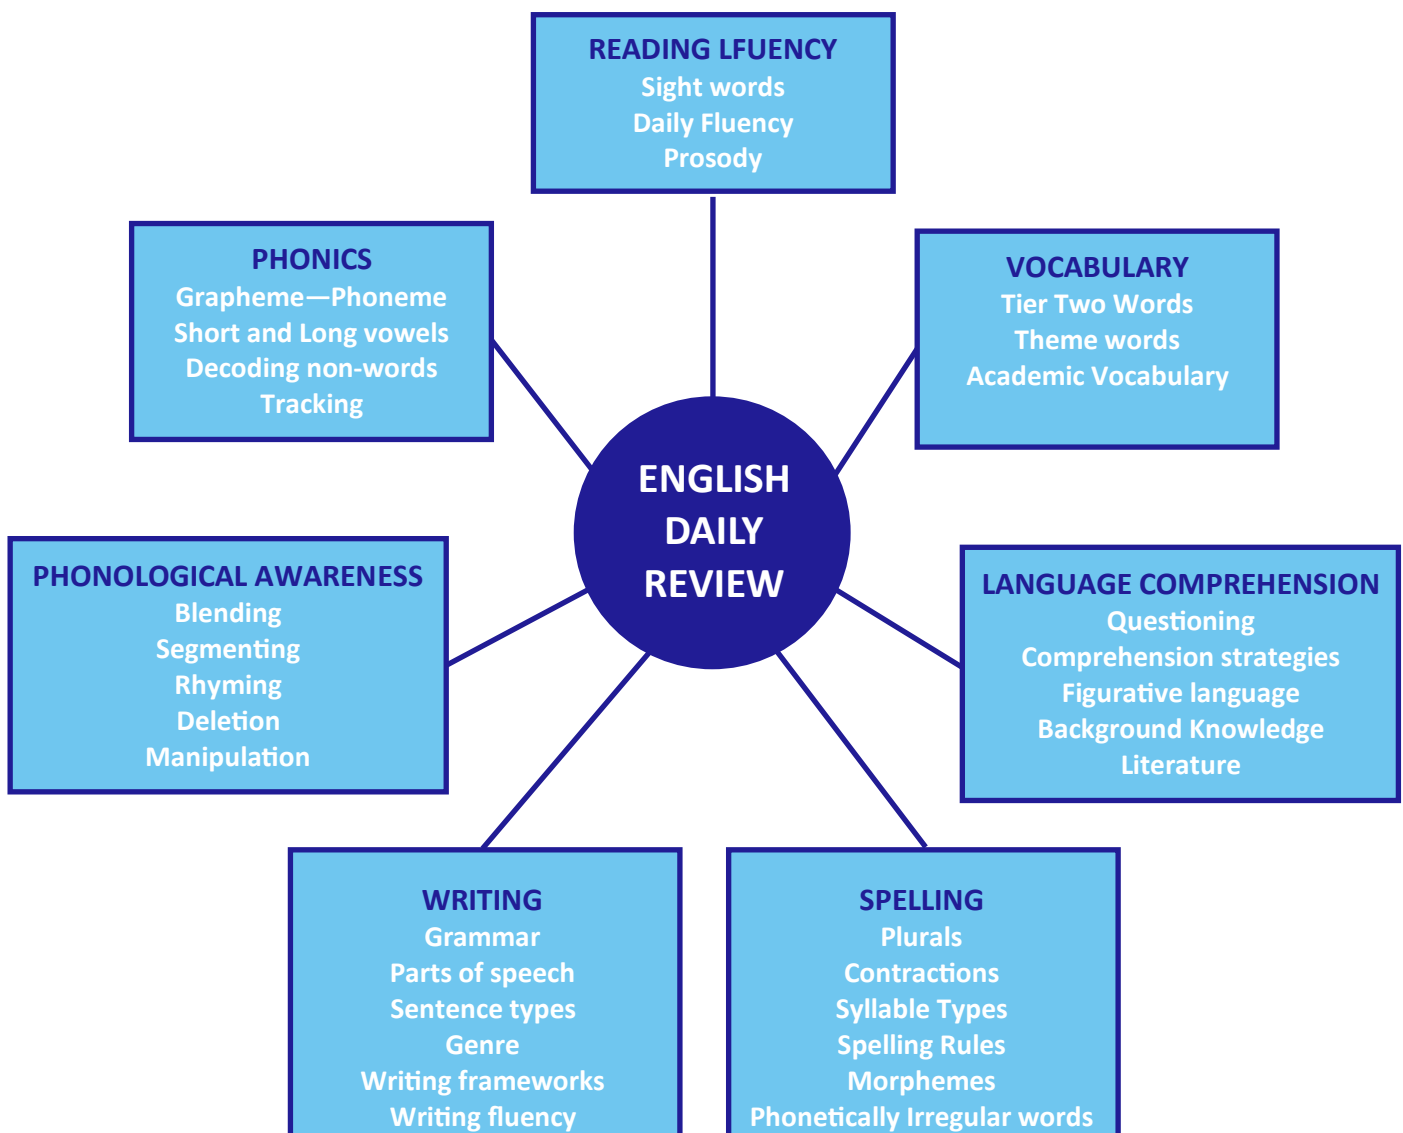 READING LFUENCY
Sight words
Daily Fluency
Prosody
PHONICS
Grapheme—Phoneme
Short and Long vowels
Decoding non-words
Tracking
VOCABULARY
Tier Two Words
Theme words
Academic Vocabulary
ENGLISH
DAILY
REVIEW
PHONOLOGICAL AWARENESS
Blending
Segmenting
Rhyming
Deletion
Manipulation
LANGUAGE COMPREHENSION
Questioning
Comprehension strategies
Figurative language
Background Knowledge
Literature
WRITING
Grammar
Parts of speech
Sentence types
Genre
Writing frameworks
Writing fluency
SPELLING
Plurals
Contractions
Syllable Types
Spelling Rules
Morphemes
Phonetically Irregular words